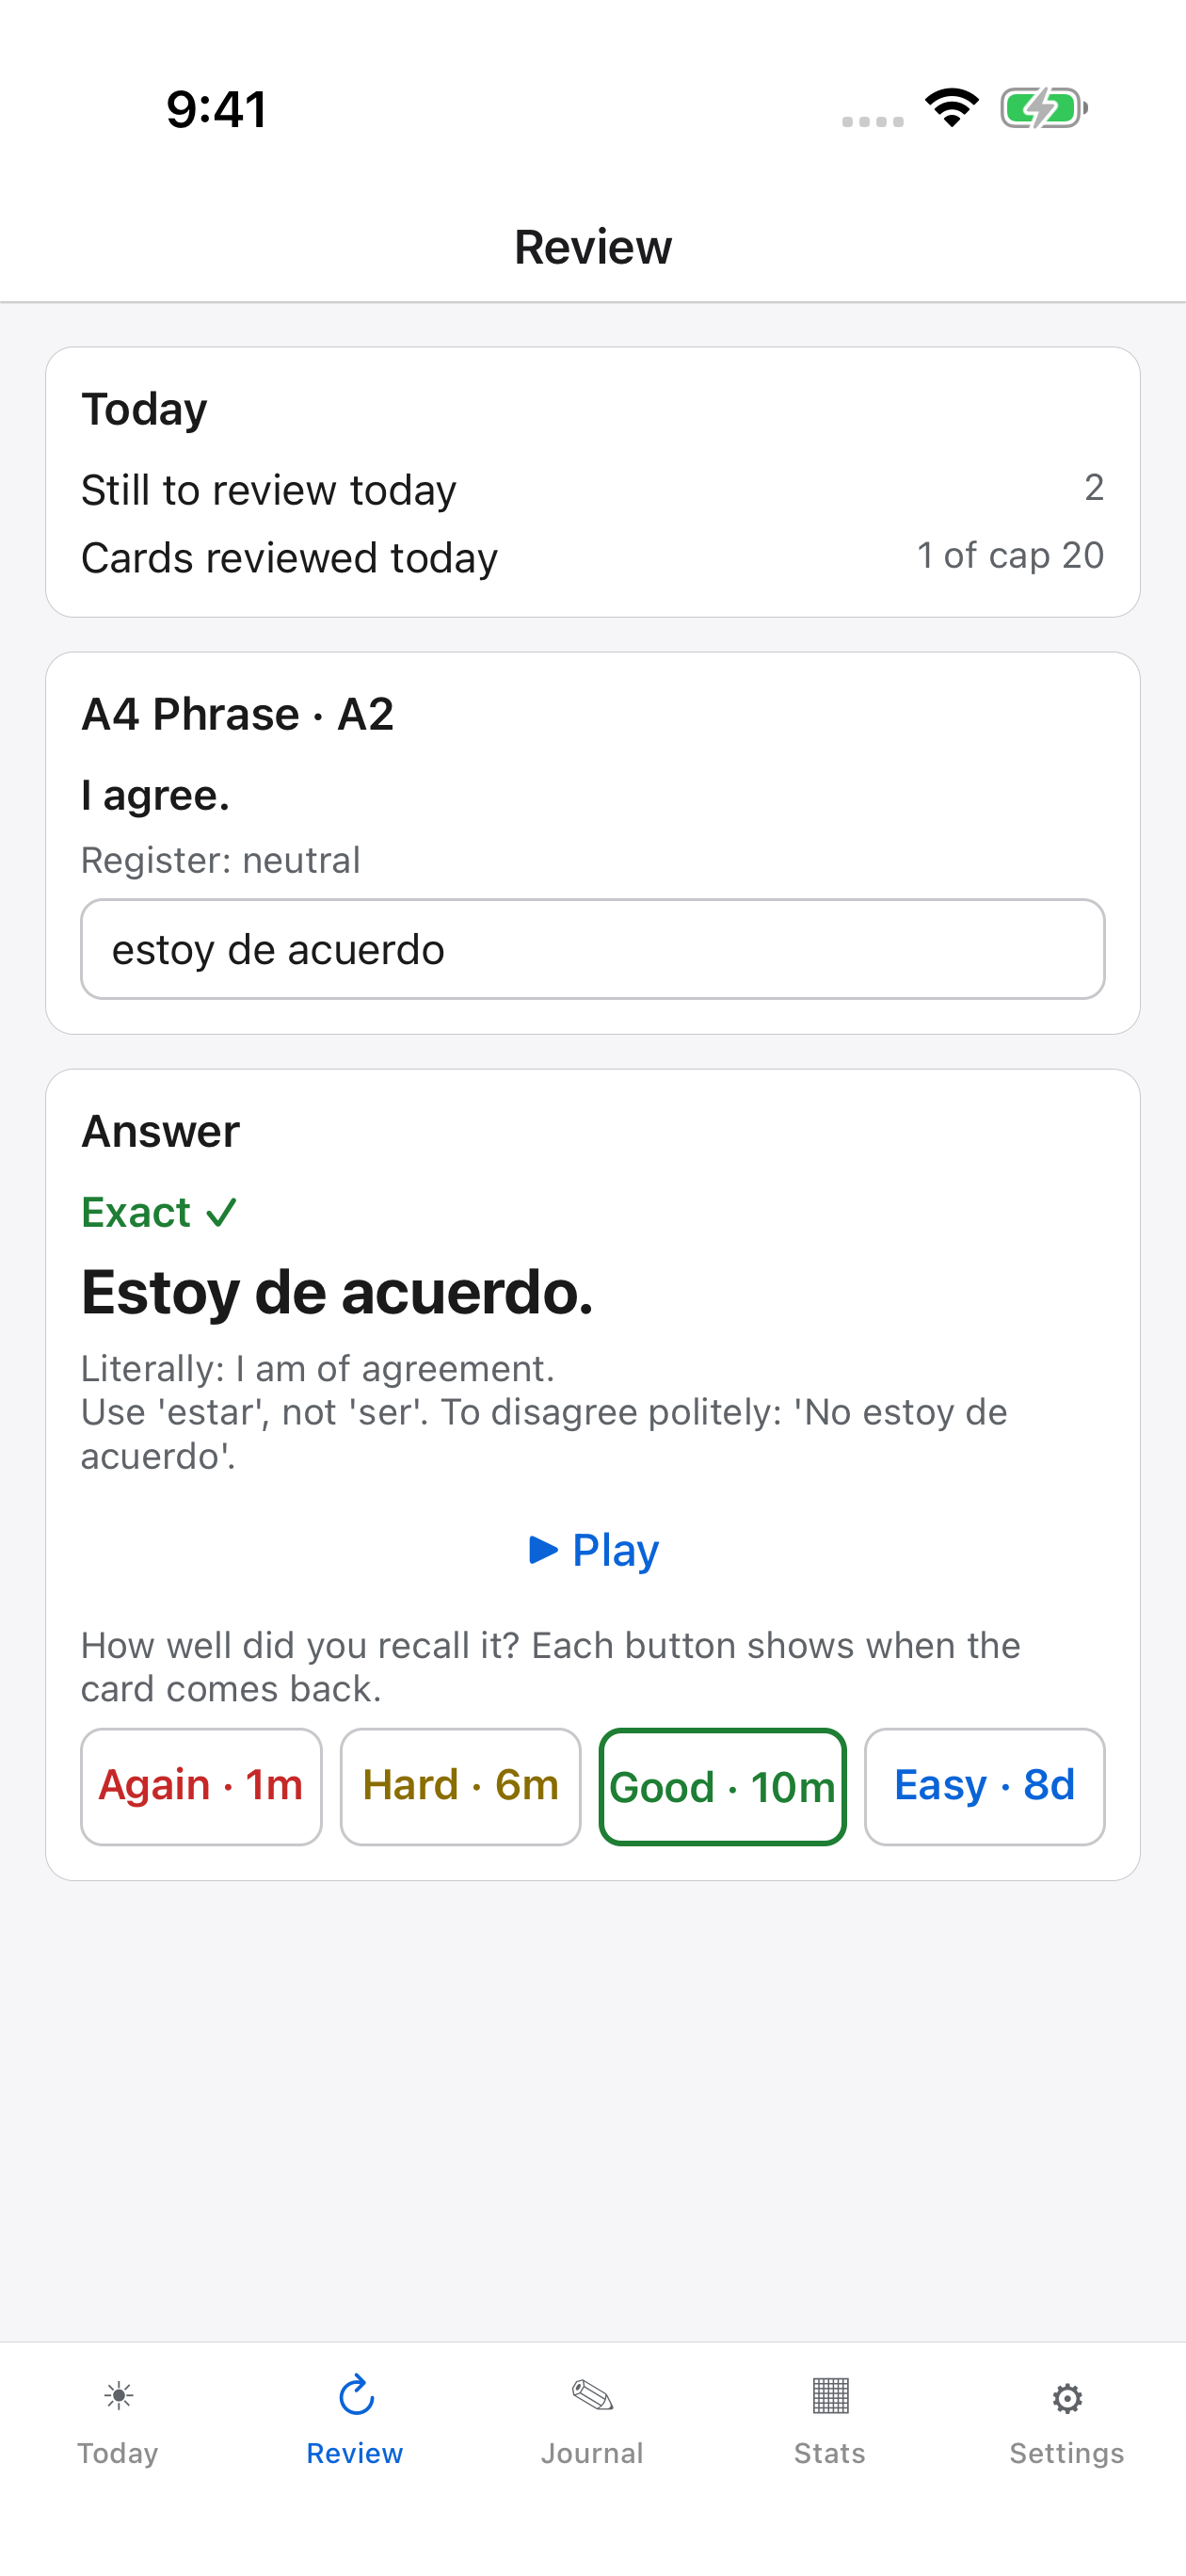 9:41
Review
Today
Still to review today 2
Cards reviewed today 1 of cap 20
A4 Phrase · A2
I agree.
Register: neutral
estoy de acuerdo
Answer
Exact ✓
Estoy de acuerdo.
Literally: I am of agreement.
Use 'estar', not 'ser'. To disagree politely: 'No estoy de
acuerdo'.
▶ Play
How well did you recall it? Each button shows when the
card comes back.
Again · 1m Hard · 6m Good · 10m Easy · 8d
Today Review Journal Stats Settings